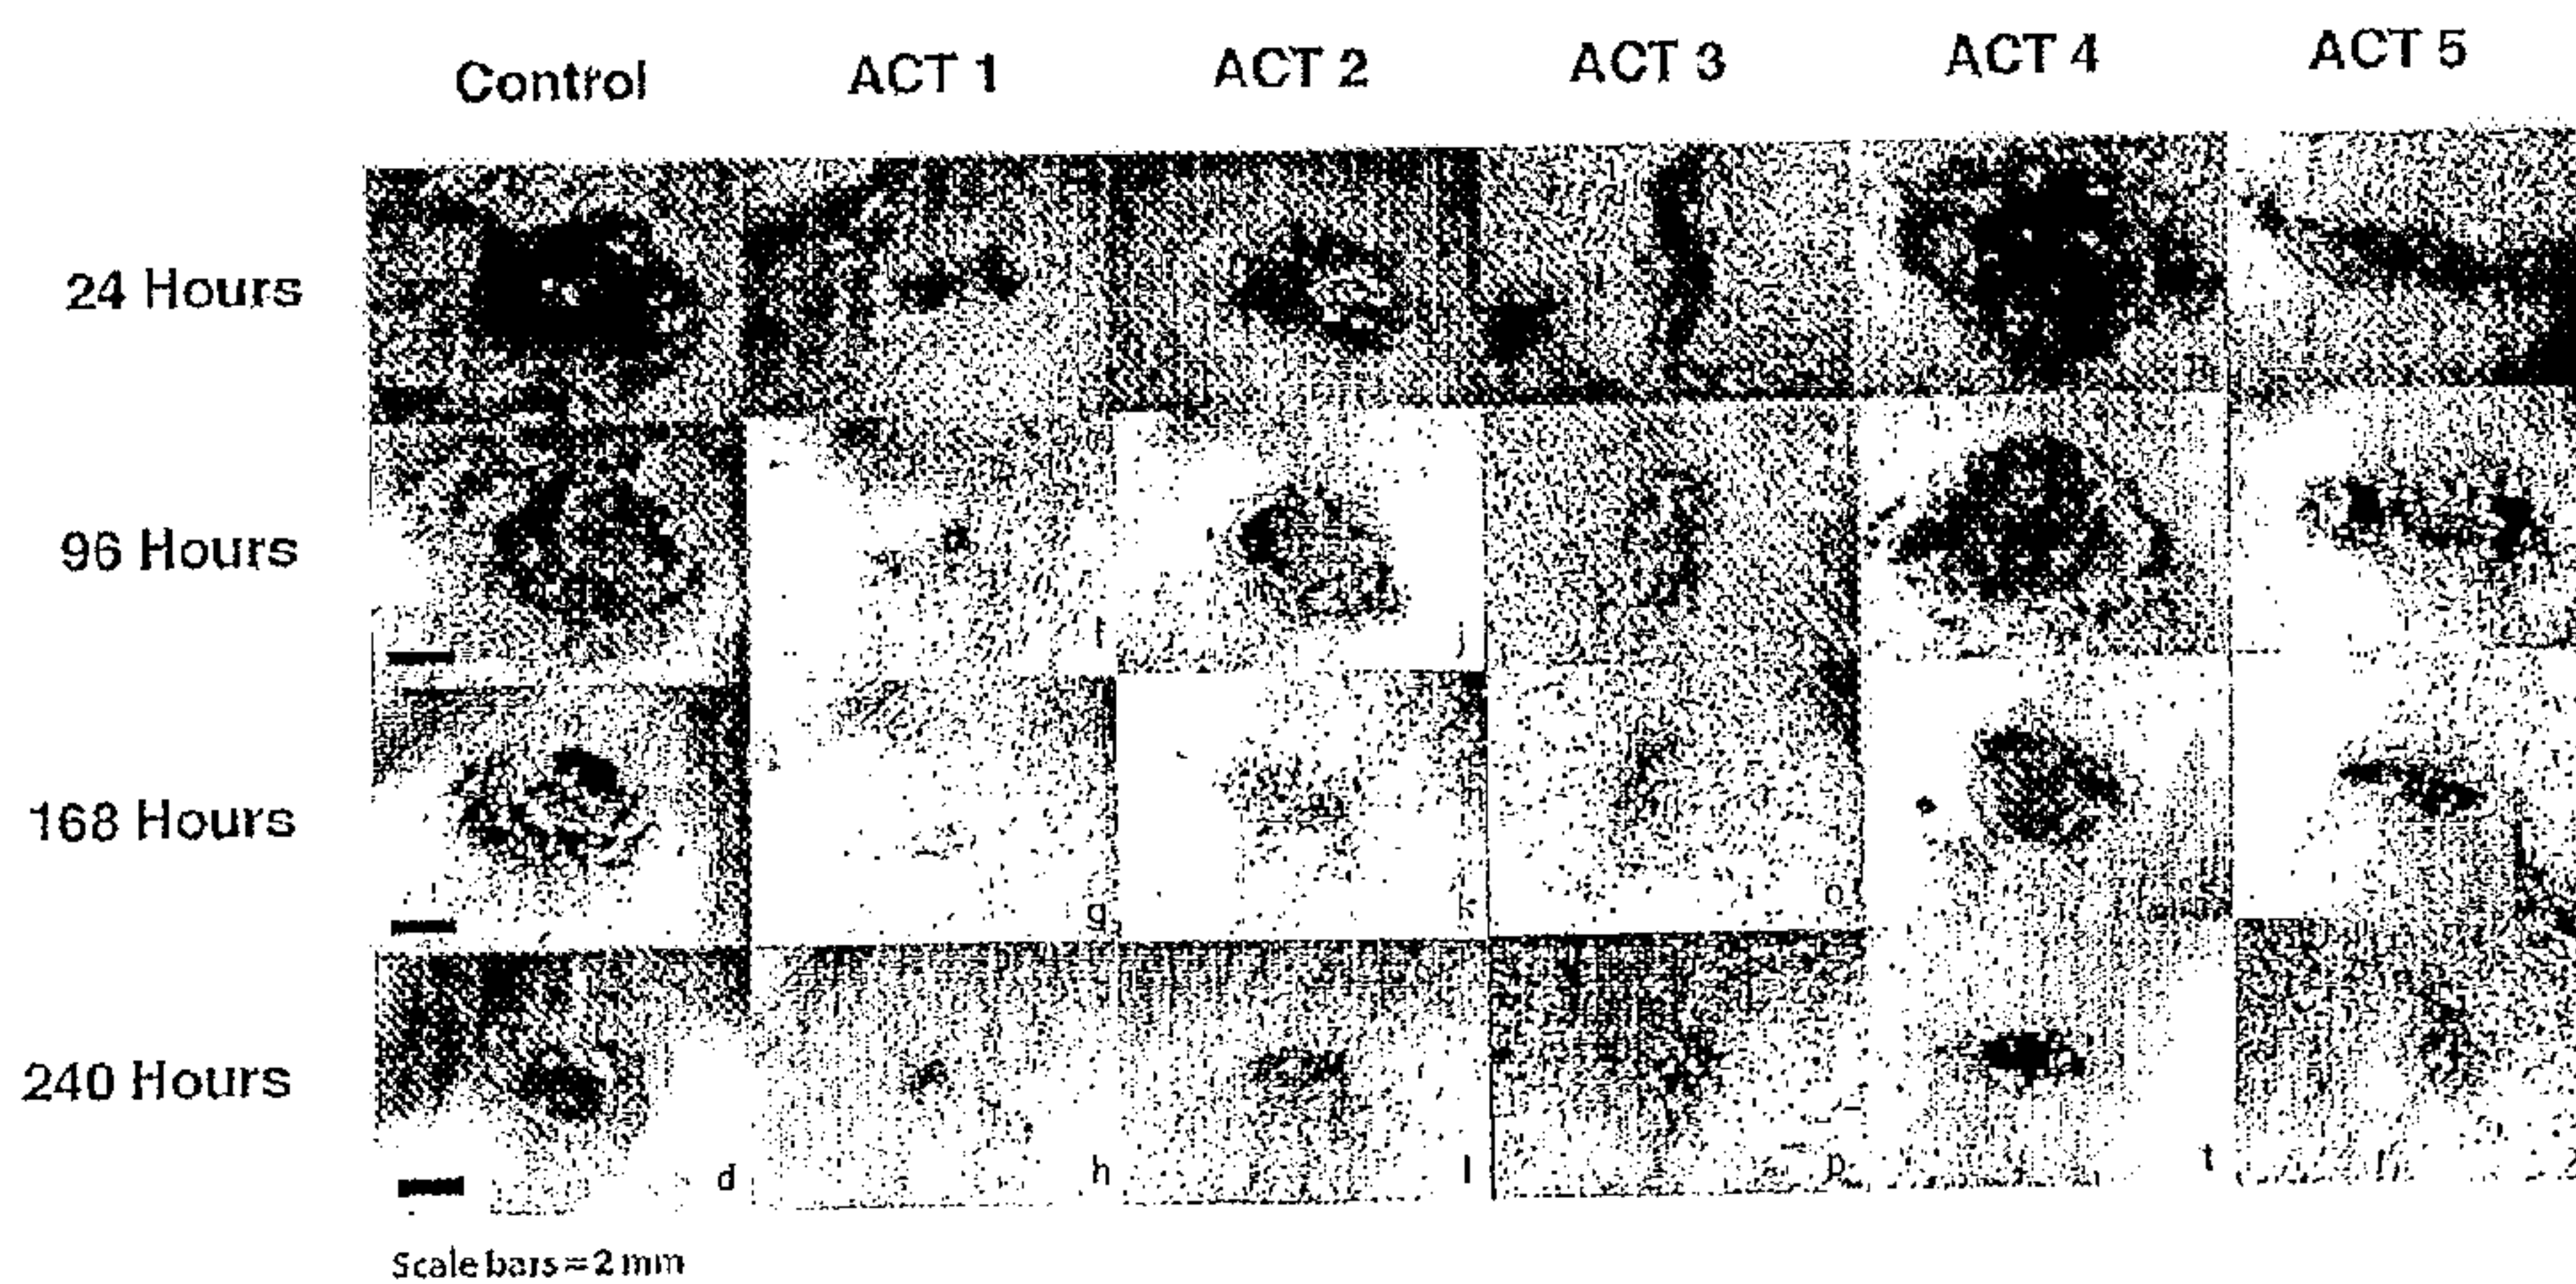 Control ACT 1 ACT 2 ACT 3 ACT 4 ACT 5
24 Hours
96 Hours
f j
168 Hours
g k o
240 Hours
d h l p t
Scale bars = 2 mm